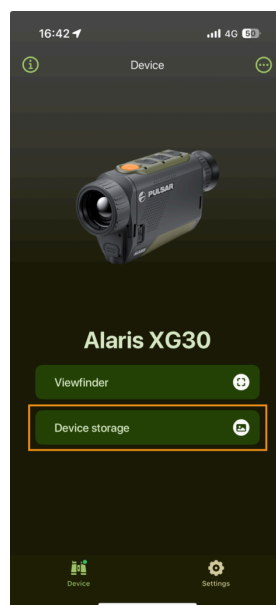 16:42 4G 50
Device
PULSAR
Alaris XG30
Viewfinder
Device storage
Device Settings